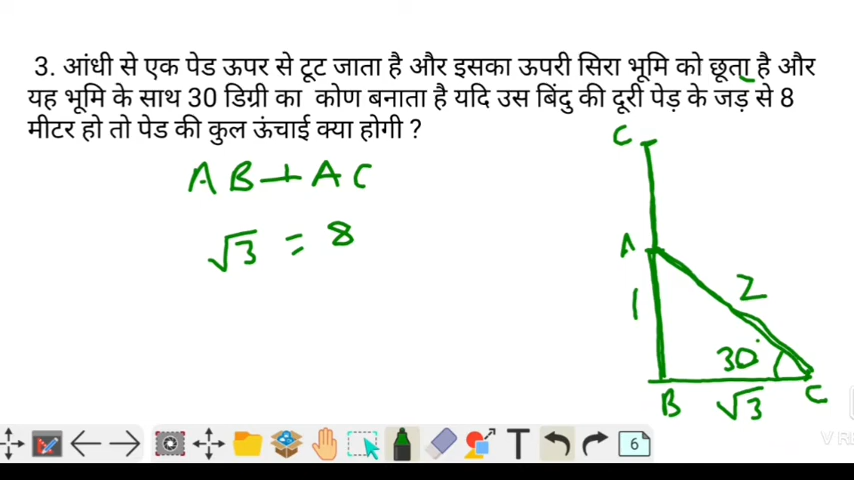 3. आंधी से एक पेड ऊपर से टूट जाता है और इसका ऊपरी सिरा भूमि को छूता है और
यह भूमि के साथ 30 डिग्री का कोण बनाता है यदि उस बिंदु की दूरी पेड़ के जड़ से 8
मीटर हो तो पेड की कुल ऊंचाई क्या होगी ?
C
AB+AC
√3 = 8
A
2
1
30°
B √3 C
T 6